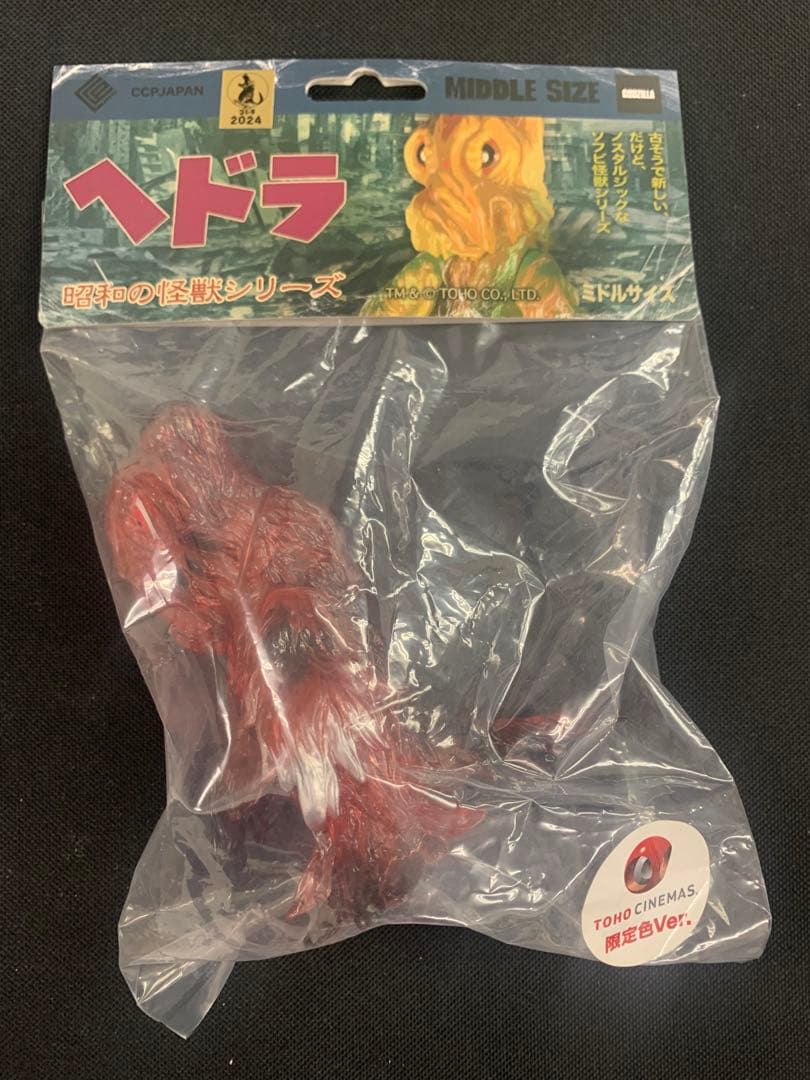 CCPJAPAN
2024
MIDDLE SIZE
GODZILLA
ヘドラ
古そうで新しい、
だけど、
ノスタルジックな
ソフビ怪獣シリーズ
昭和の怪獣シリーズ
TM & © TOHO CO., LTD.
ミドルサイズ
TOHO CINEMAS
限定色Ver.